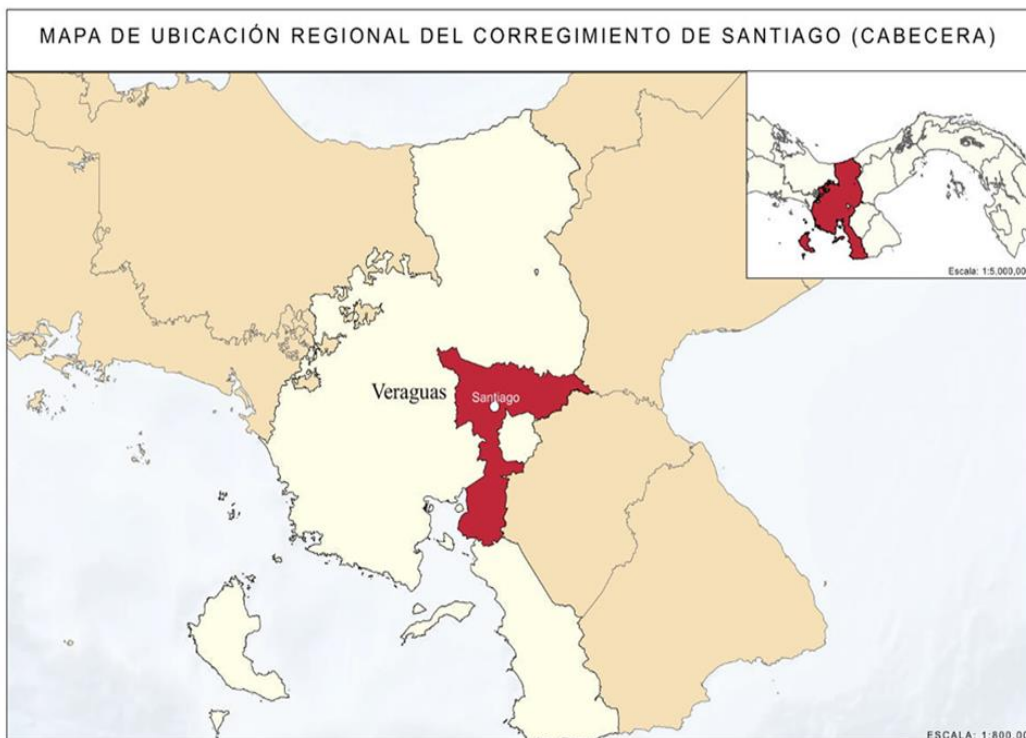 MAPA DE UBICACIÓN REGIONAL DEL CORREGIMIENTO DE SANTIAGO (CABECERA)
Escala: 1:5,000,00
Veraguas
Santiago
ESCALA: 1:800,00